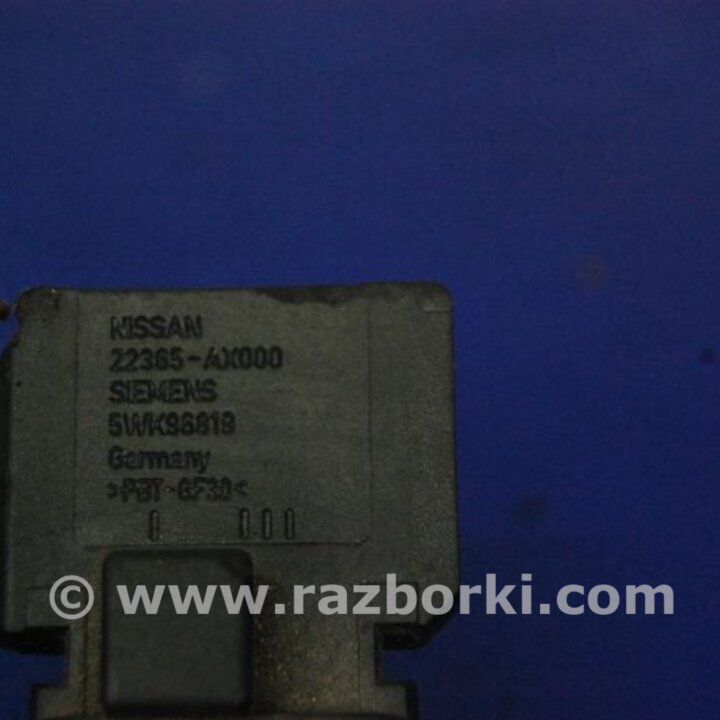 NISSAN
22365-AX000
SIEMENS
5WK96819
Germany
>PBT-GF30<
© www.razborki.com